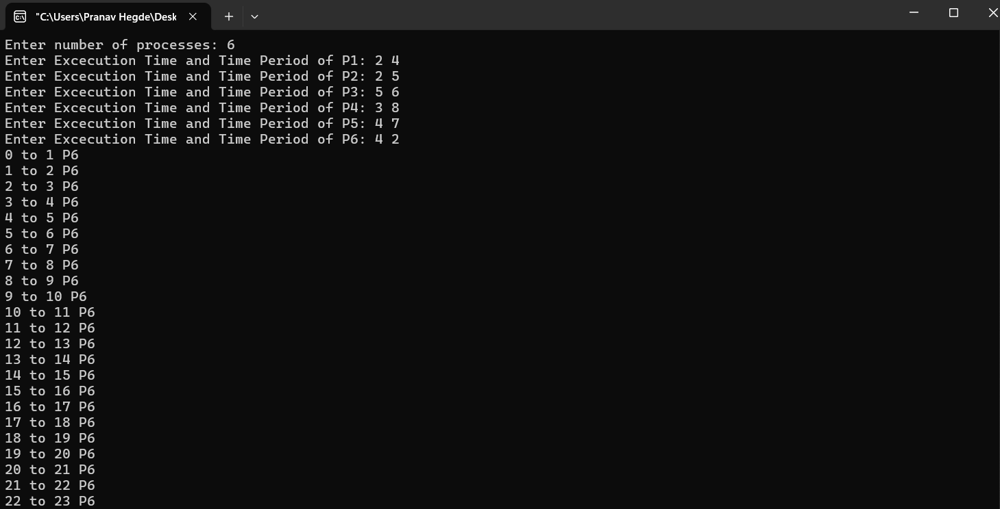 "C:\Users\Pranav Hegde\Desk
Enter number of processes: 6
Enter Excecution Time and Time Period of P1: 2 4
Enter Excecution Time and Time Period of P2: 2 5
Enter Excecution Time and Time Period of P3: 5 6
Enter Excecution Time and Time Period of P4: 3 8
Enter Excecution Time and Time Period of P5: 4 7
Enter Excecution Time and Time Period of P6: 4 2
0 to 1 P6
1 to 2 P6
2 to 3 P6
3 to 4 P6
4 to 5 P6
5 to 6 P6
6 to 7 P6
7 to 8 P6
8 to 9 P6
9 to 10 P6
10 to 11 P6
11 to 12 P6
12 to 13 P6
13 to 14 P6
14 to 15 P6
15 to 16 P6
16 to 17 P6
17 to 18 P6
18 to 19 P6
19 to 20 P6
20 to 21 P6
21 to 22 P6
22 to 23 P6